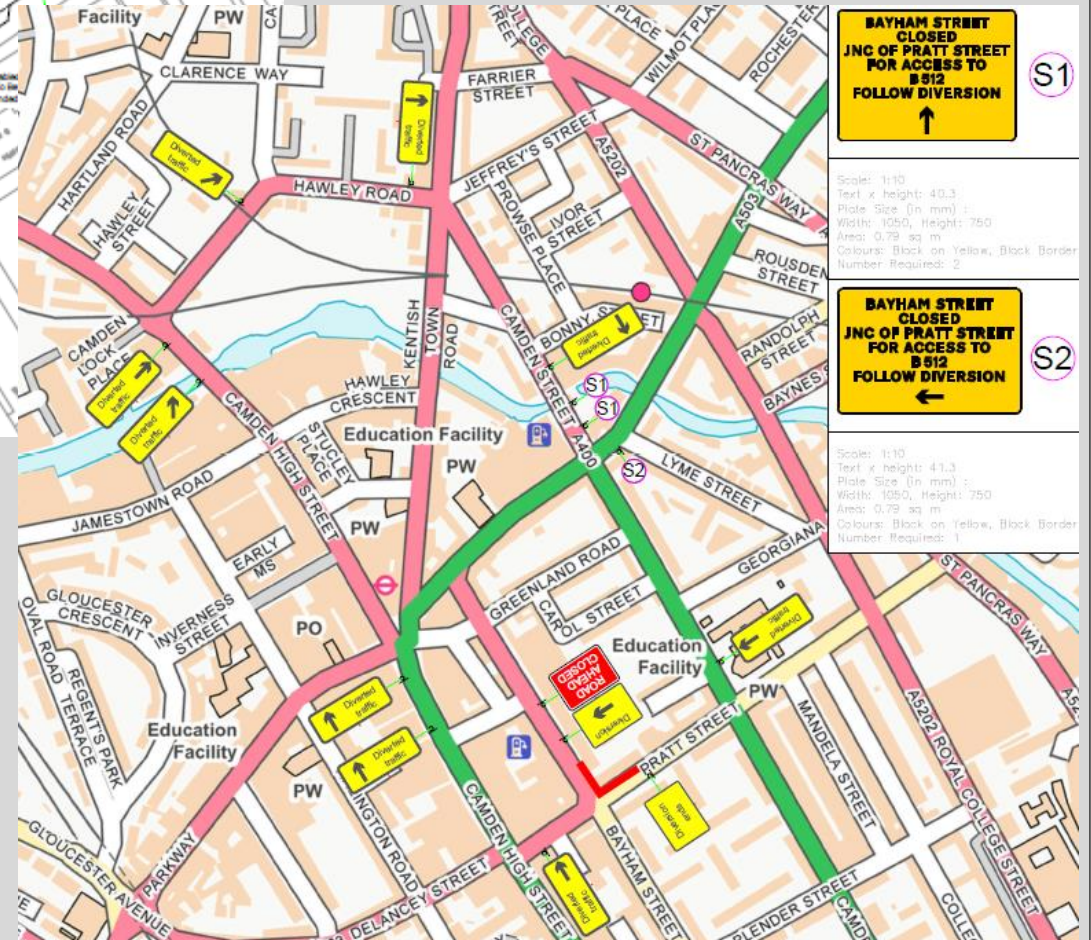 Facility
PW
CLARENCE WAY
HARTLAND ROAD
HAWLEY
STREET
Diverted
traffic
Diverted
traffic
HAWLEY ROAD
COLLEGE
STREET
FARRIER
STREET
JEFFREY'S STREET
WILMOT PLACE
ROCHESTER
PLACE
A5202
ST PANCRAS WAY
A503
PROWSE PLACE
IVOR
STREET
ROUSDEN
STREET
BONNY STREET
Diverted
traffic
RANDOLPH
STREET
BAYNES S
CAMDEN
LOCK
PLACE
Diverted
traffic
Diverted
traffic
KENTISH
TOWN
ROAD
CAMDEN STREET A400
S1
S1
S2
HAWLEY
CRESCENT
CAMDEN HIGH STREET
STUCLEY
PLACE
Education Facility
PW
PW
LYME STREET
JAMESTOWN ROAD
EARLY
MS
GEORGIANA
GREENLAND ROAD
CAROL STREET
ST PANCRAS WAY
GLOUCESTER
CRESCENT
INVERNESS
STREET
OVAL ROAD
REGENT'S PARK
TERRACE
PO
Education
Facility
ROAD
AHEAD
CLOSED
Diversion
Diverted
traffic
Education
Facility
PW
Diverted
traffic
Diverted
traffic
PRATT STREET
MANDELA STREET
A5202 ROYAL COLLEGE STREET
PW
INGTON ROAD
CAMDEN HIGH STREET
Diversion
ends
PARKWAY
GLOUCESTER AVENUE
DELANCEY STREET
Diverted
traffic
BAYHAM STREET
PLENDER STREET
CAMD
COLLE
BAYHAM STREET
CLOSED
JNC OF PRATT STREET
FOR ACCESS TO
B512
FOLLOW DIVERSION
S1
Scale: 1:10
Text x height: 40.3
Plate Size (in mm) :
Width: 1050, Height: 750
Area: 0.79 sq m
Colours: Black on Yellow, Black Border
Number Required: 2
BAYHAM STREET
CLOSED
JNC OF PRATT STREET
FOR ACCESS TO
B512
FOLLOW DIVERSION
S2
Scale: 1:10
Text x height: 41.3
Plate Size (in mm) :
Width: 1050, Height: 750
Area: 0.79 sq m
Colours: Black on Yellow, Black Border
Number Required: 1